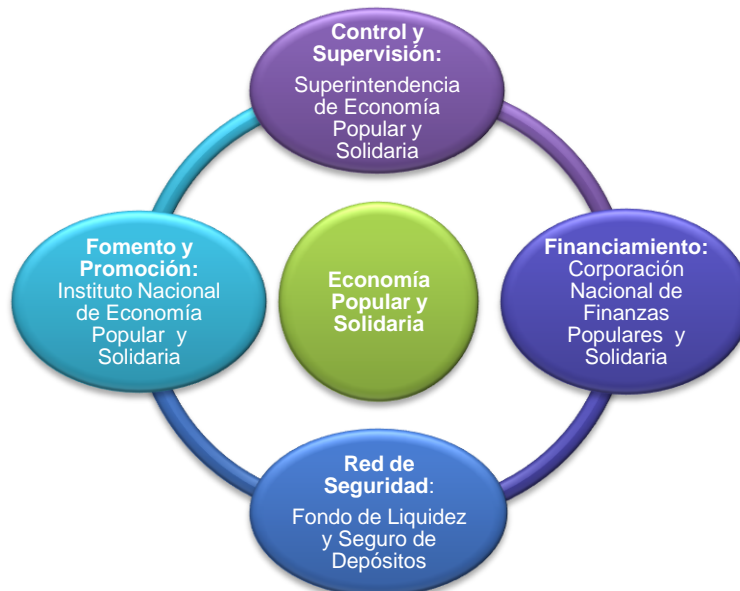 Control y
Supervisión:
Superintendencia
de Economía
Popular y
Solidaria
Fomento y
Promoción:
Instituto Nacional
de Economía
Popular y
Solidaria
Economía
Popular y
Solidaria
Financiamiento:
Corporación
Nacional de
Finanzas
Populares y
Solidaria
Red de
Seguridad:
Fondo de Liquidez
y Seguro de
Depósitos